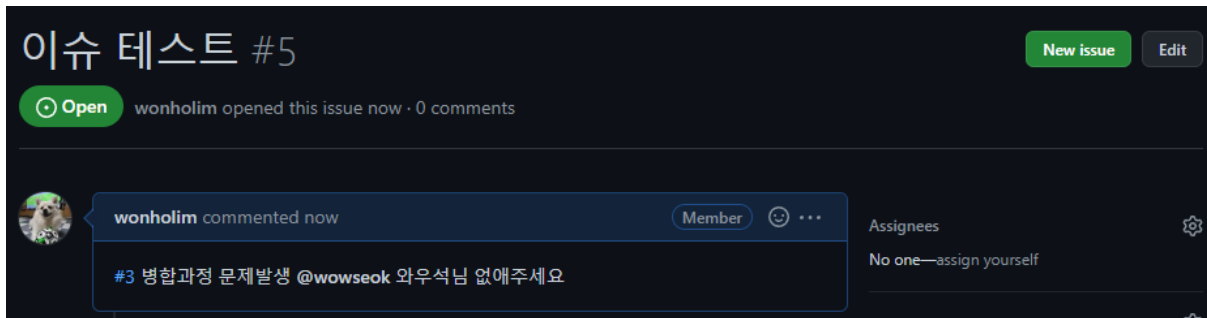 이슈 테스트 #5
New issue
Edit
Open
wonholim opened this issue now · 0 comments
wonholim commented now
Member
Assignees
#3 병합과정 문제발생 @wowseok 와우석님 없애주세요
No one—assign yourself